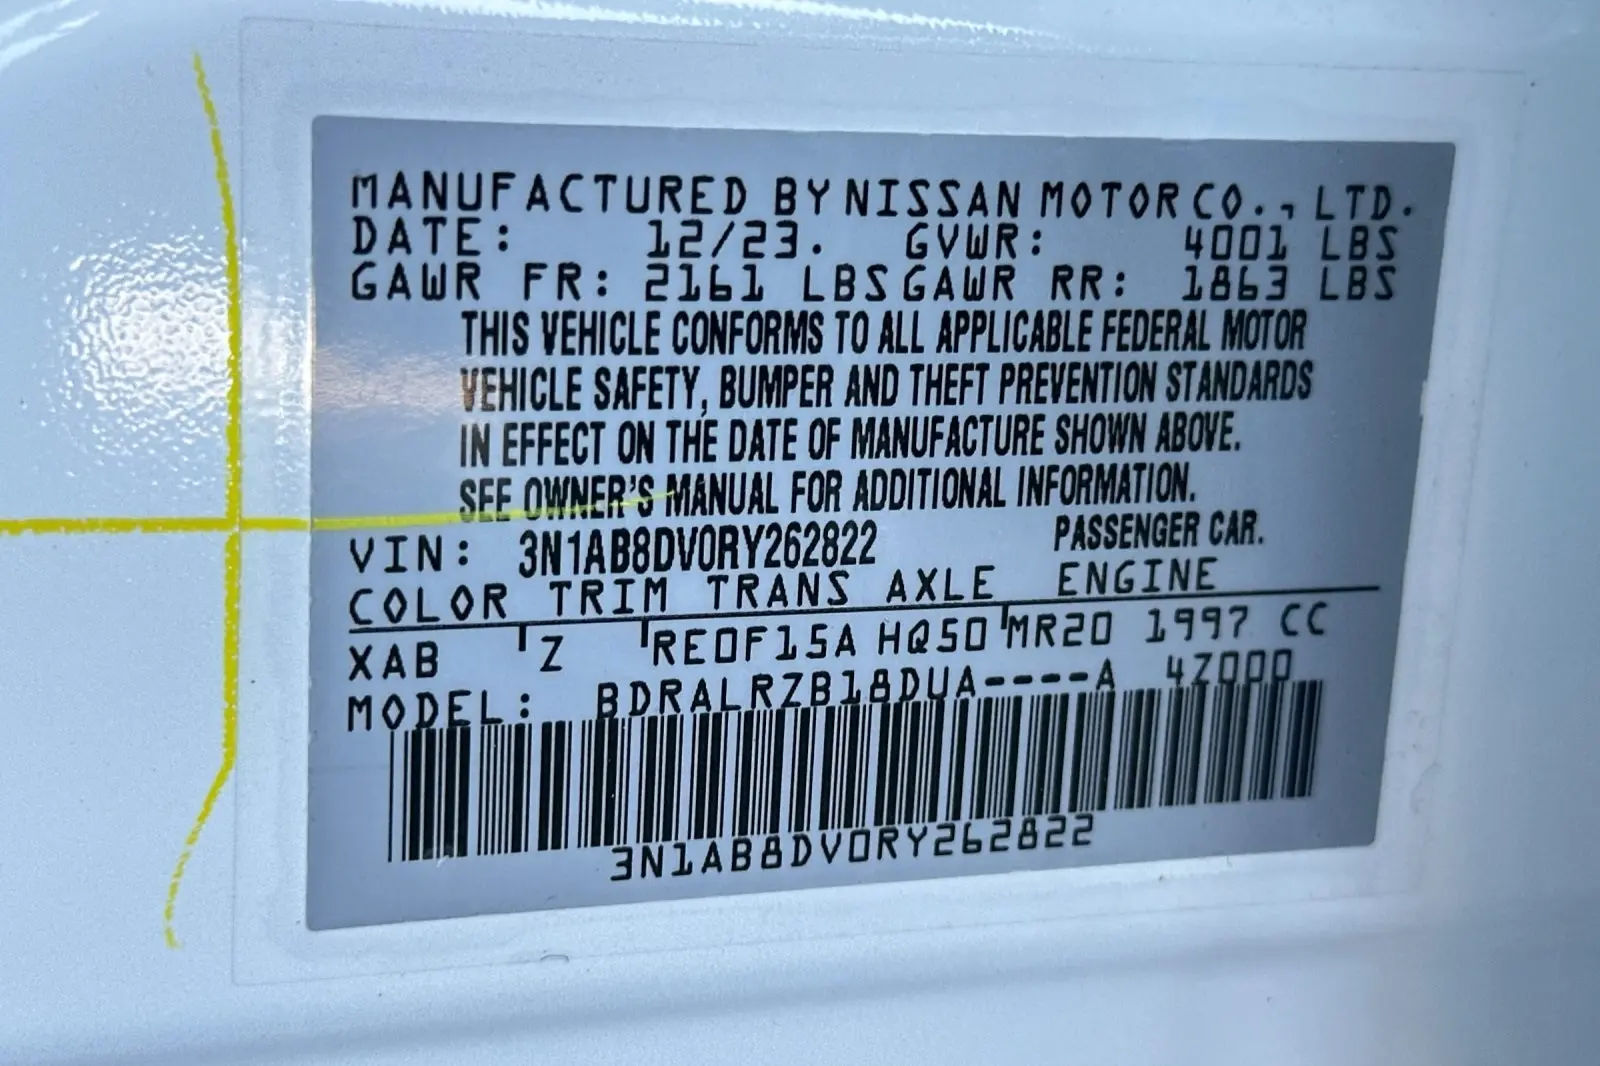 MANUFACTURED BY NISSAN MOTOR CO., LTD.
DATE: 12/23. GVWR: 4001 LBS
GAWR FR: 2161 LBS GAWR RR: 1863 LBS
THIS VEHICLE CONFORMS TO ALL APPLICABLE FEDERAL MOTOR
VEHICLE SAFETY, BUMPER AND THEFT PREVENTION STANDARDS
IN EFFECT ON THE DATE OF MANUFACTURE SHOWN ABOVE.
SEE OWNER'S MANUAL FOR ADDITIONAL INFORMATION.
VIN: 3N1AB8DV0RY262822 PASSENGER CAR.
COLOR TRIM TRANS AXLE ENGINE
XAB Z RE0F15A HQ50 MR20 1997 CC
MODEL: BDRALRZB18DUA----A 4Z000
3N1AB8DV0RY262822